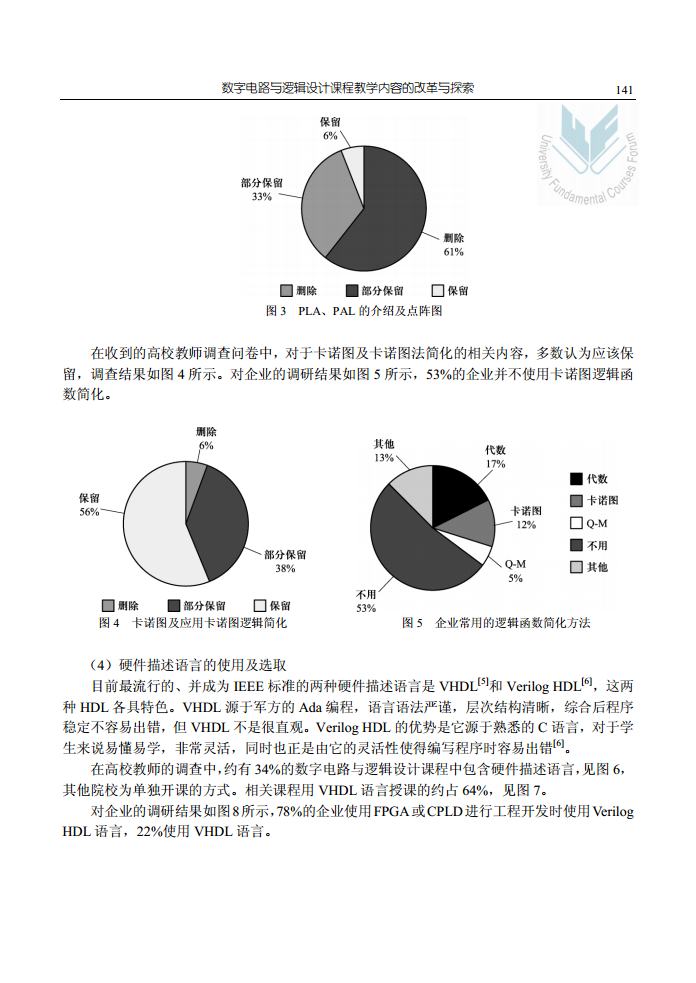 数字电路与逻辑设计课程教学内容的改革与探索 141
University Fundamental Courses Forum
保留
6%
部分保留
33%
删除
61%
删除 部分保留 保留
图 3 PLA、PAL 的介绍及点阵图
在收到的高校教师调查问卷中，对于卡诺图及卡诺图法简化的相关内容，多数认为应该保
留，调查结果如图 4 所示。对企业的调研结果如图 5 所示，53%的企业并不使用卡诺图逻辑函
数简化。
删除
6%
保留
56%
部分保留
38%
删除 部分保留 保留
图 4 卡诺图及应用卡诺图逻辑简化
其他
13%
代数
17%
卡诺图
12%
Q-M
5%
不用
53%
代数
卡诺图
Q-M
不用
其他
图 5 企业常用的逻辑函数简化方法
（4）硬件描述语言的使用及选取
目前最流行的、并成为 IEEE 标准的两种硬件描述语言是 VHDL[5]和 Verilog HDL[6]，这两
种 HDL 各具特色。VHDL 源于军方的 Ada 编程，语言语法严谨，层次结构清晰，综合后程序
稳定不容易出错，但 VHDL 不是很直观。Verilog HDL 的优势是它源于熟悉的 C 语言，对于学
生来说易懂易学，非常灵活，同时也正是由它的灵活性使得编写程序时容易出错[6]。
在高校教师的调查中，约有 34%的数字电路与逻辑设计课程中包含硬件描述语言，见图 6，
其他院校为单独开课的方式。相关课程用 VHDL 语言授课的约占 64%，见图 7。
对企业的调研结果如图 8 所示，78%的企业使用 FPGA 或 CPLD 进行工程开发时使用 Verilog
HDL 语言，22%使用 VHDL 语言。